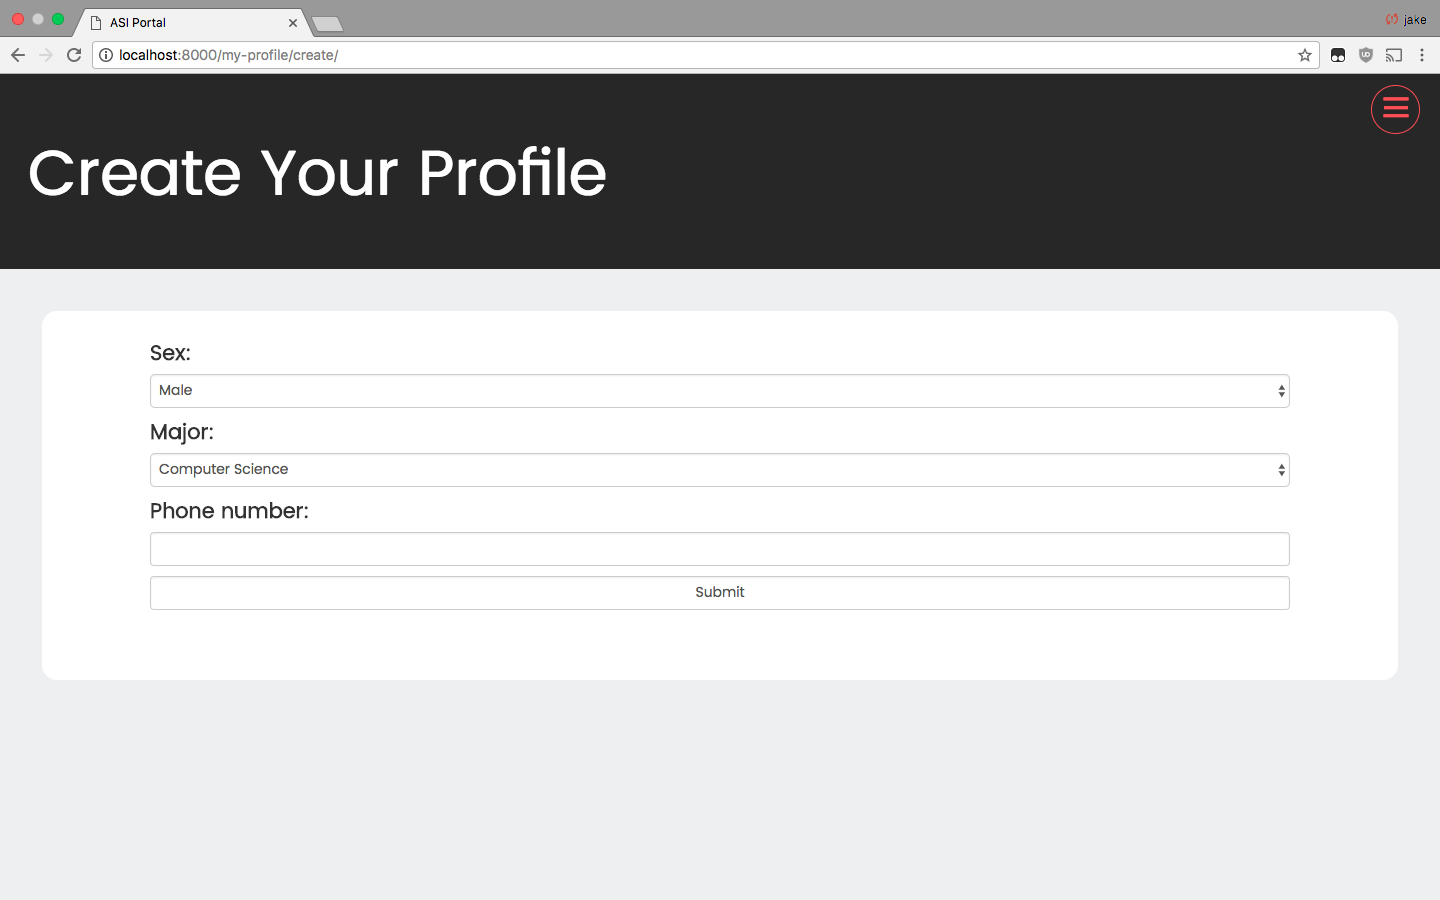 ASI Portal
jake
localhost:8000/my-profile/create/
Create Your Profile
Sex:
Male
Major:
Computer Science
Phone number:
Submit